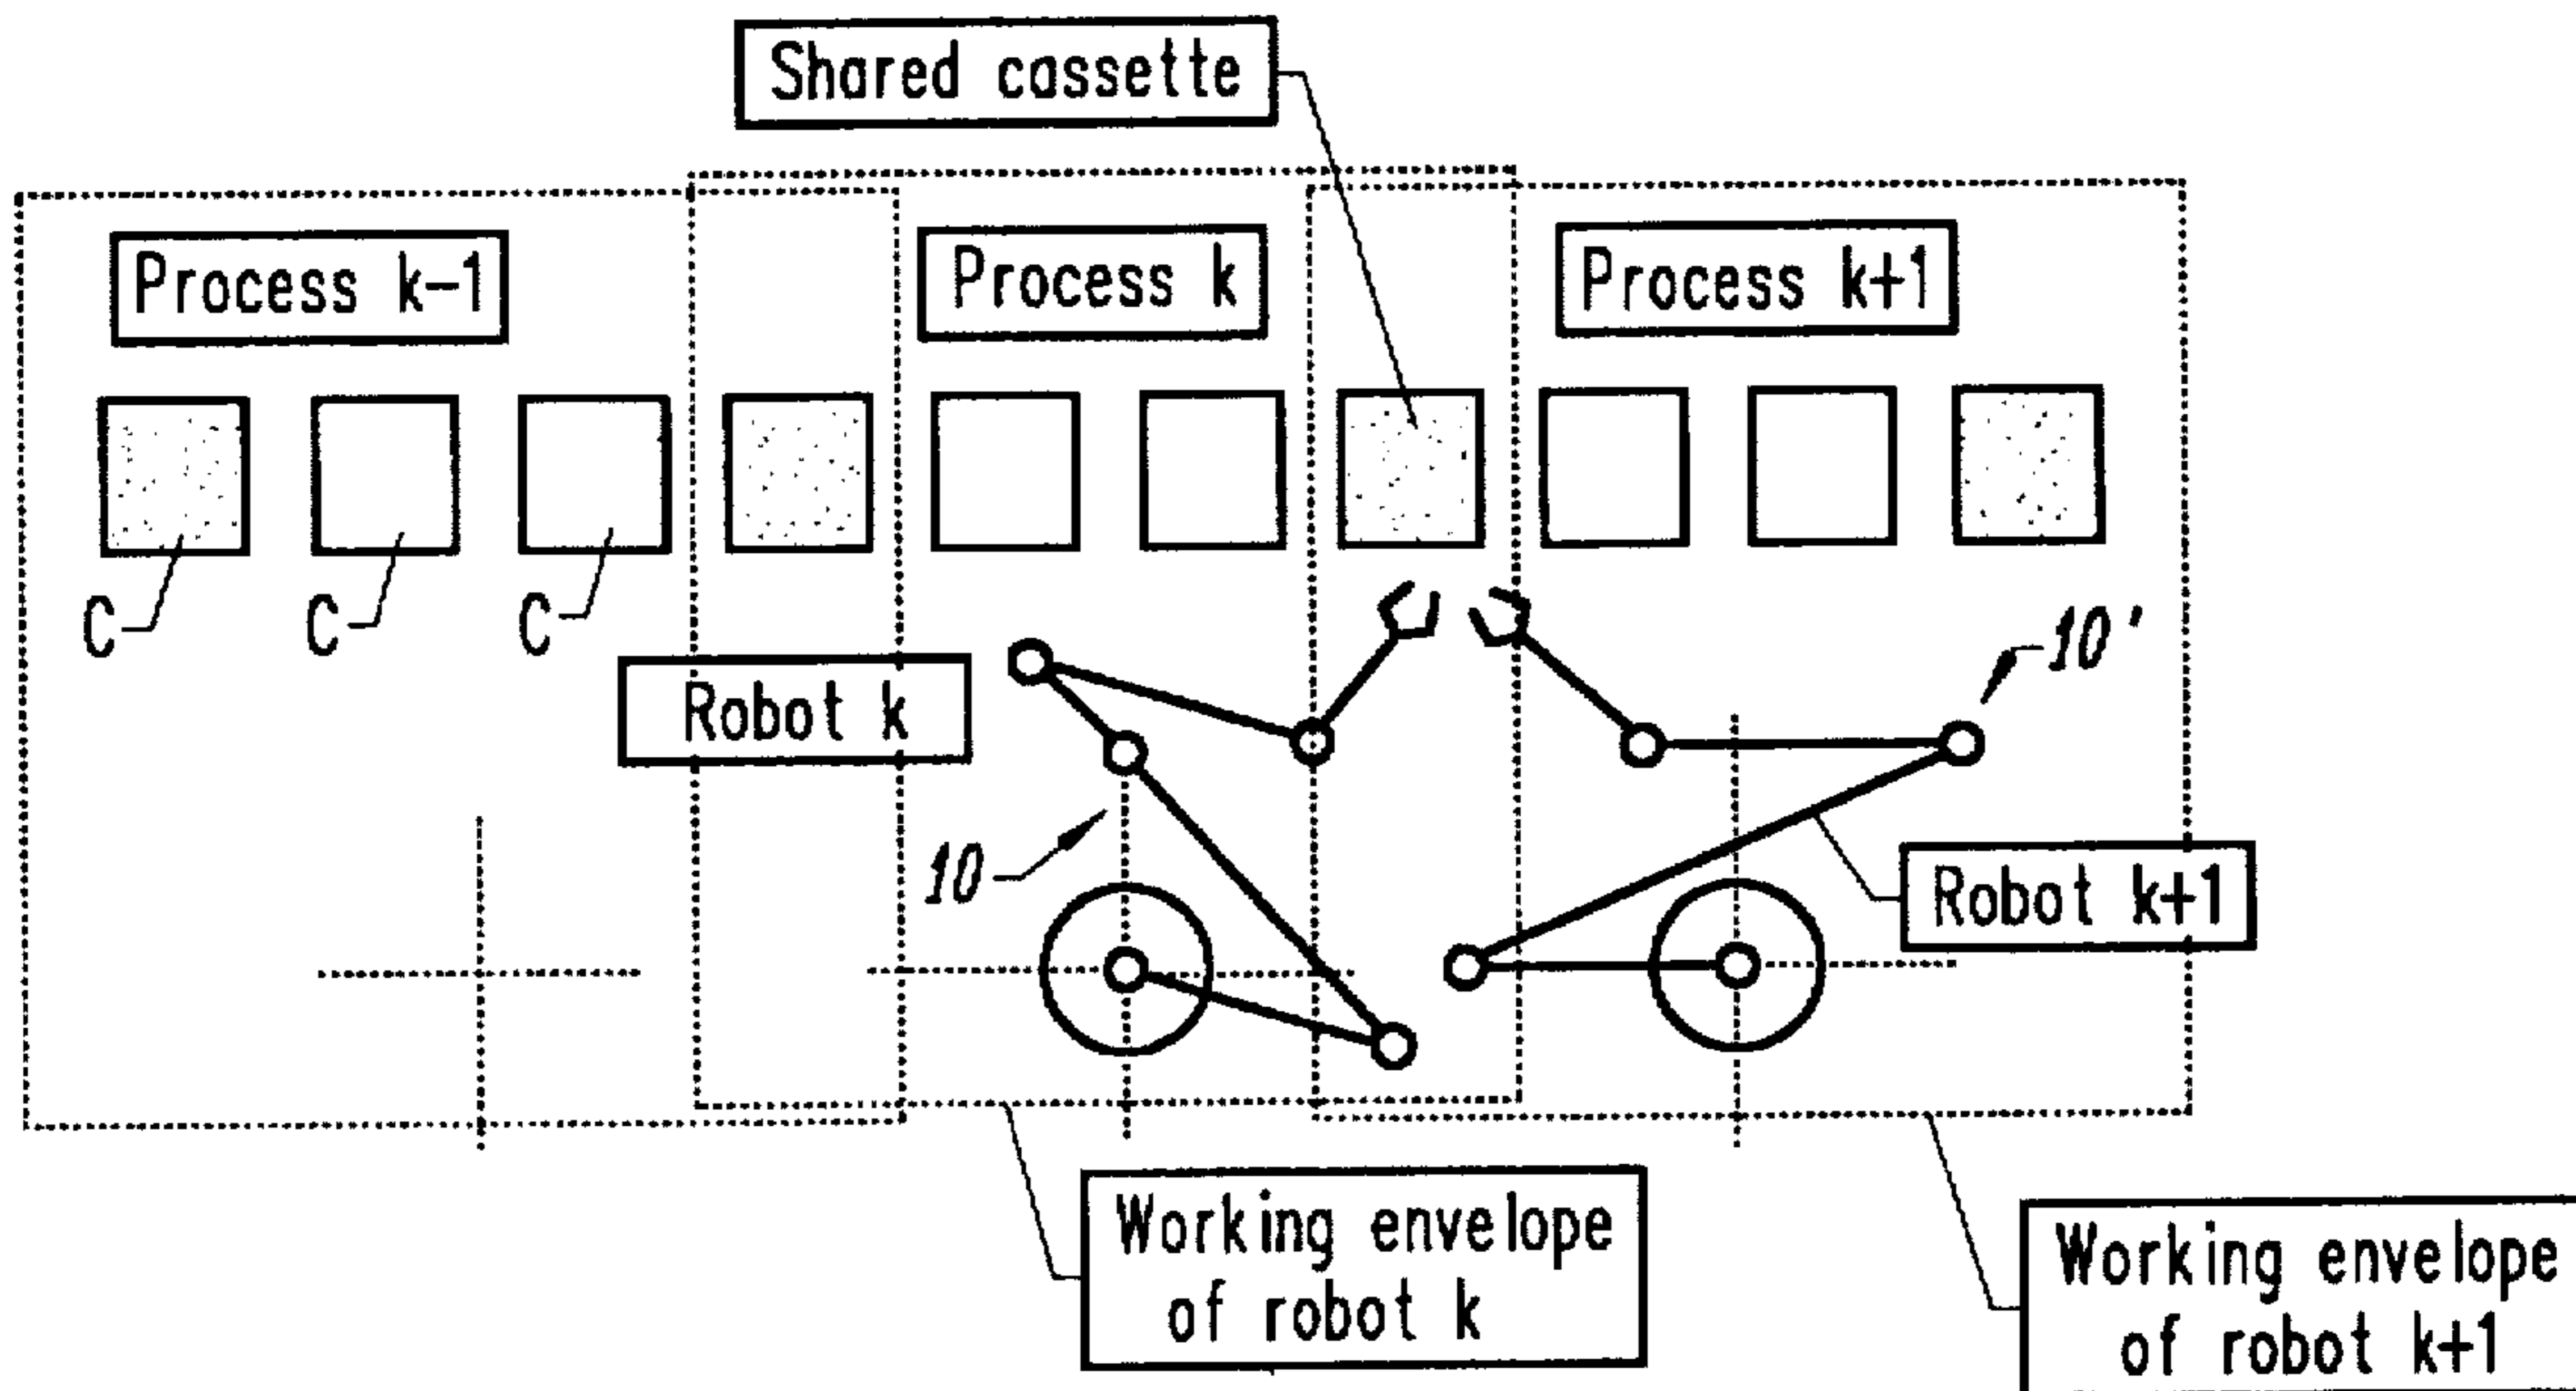 Shared cassette
Process k-1
Process k
Process k+1
C
C
C
Robot k
10'
10
Robot k+1
Working envelope
of robot k
Working envelope
of robot k+1